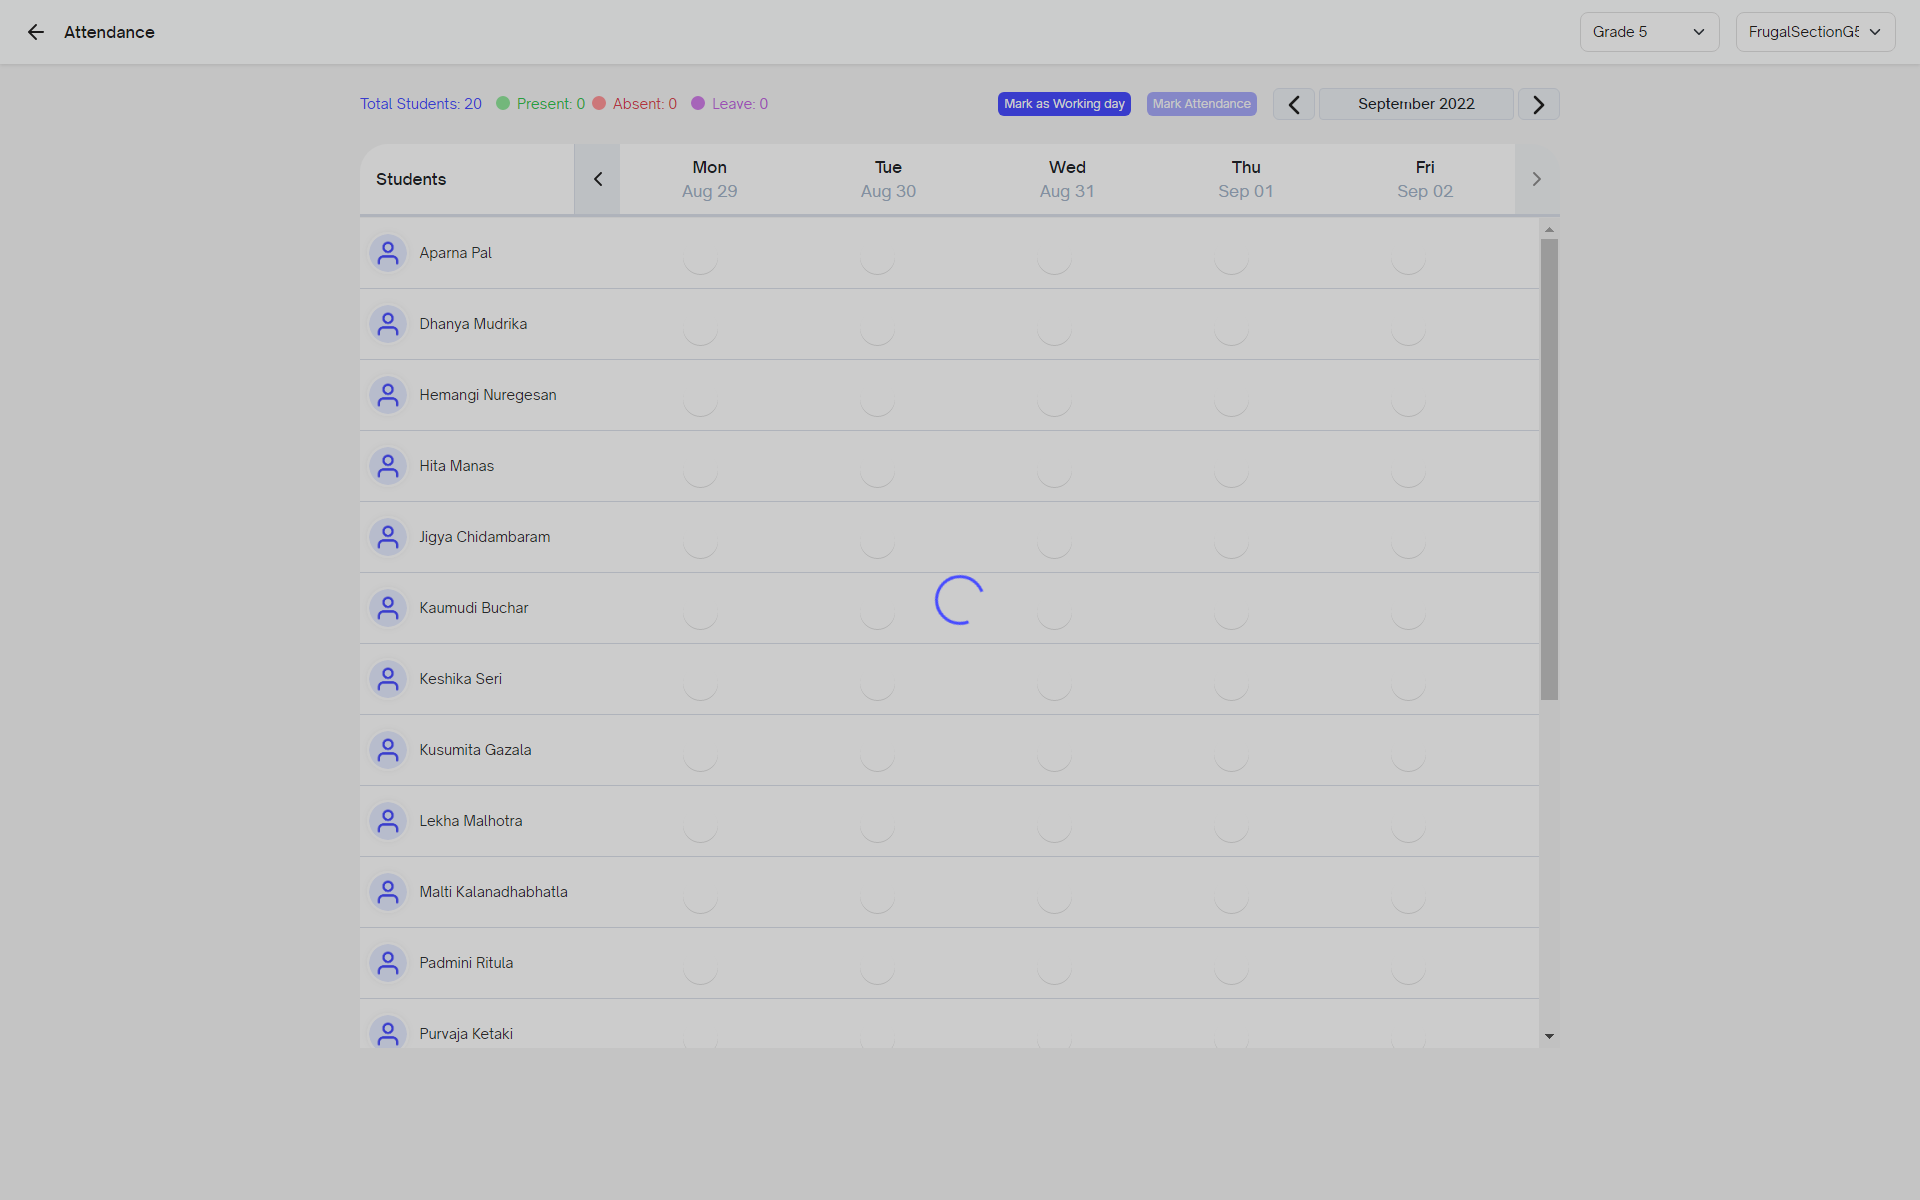 Attendance
Grade 5
FrugalSectionG5
Total Students: 20 Present: 0 Absent: 0 Leave: 0
Mark as Working day
Mark Attendance
September 2022
Students
Mon Tue Wed Thu Fri
Aug 29 Aug 30 Aug 31 Sep 01 Sep 02
Aparna Pal
Dhanya Mudrika
Hemangi Nuregesan
Hita Manas
Jigya Chidambaram
Kaumudi Buchar
Keshika Seri
Kusumita Gazala
Lekha Malhotra
Malti Kalanadhabhatla
Padmini Ritula
Purvaja Ketaki